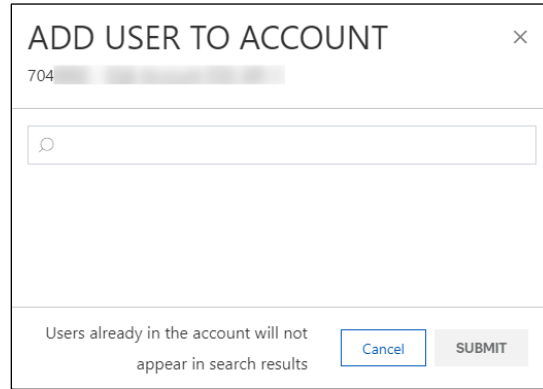 ADD USER TO ACCOUNT
704
Users already in the account will not
appear in search results
Cancel
SUBMIT